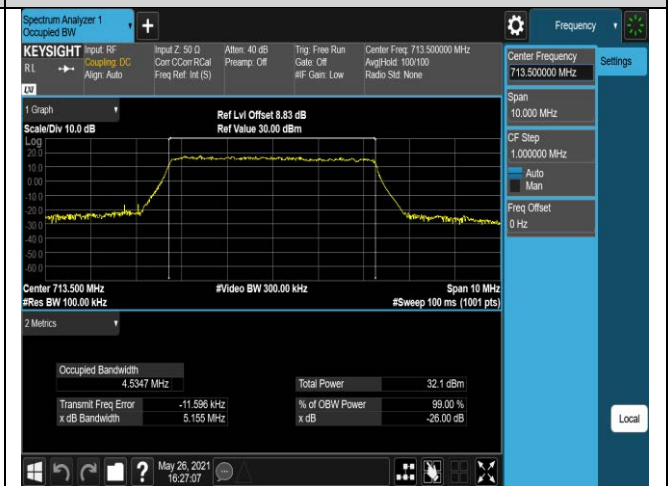 Spectrum Analyzer 1
Occupied BW
Frequency
KEYSIGHT
RL
Input: RF
Coupling: DC
Align: Auto
Input Z: 50 Ω
Corr CCorr RCal
Freq Ref: Int (S)
Atten: 40 dB
Preamp: Off
Trig: Free Run
Gate: Off
#IF Gain: Low
Center Freq: 713.500000 MHz
Avg|Hold: 100/100
Radio Std: None
LXI
1 Graph
Scale/Div 10.0 dB
Ref Lvl Offset 8.83 dB
Ref Value 30.00 dBm
Log
20.0
10.0
0.00
-10.0
-20.0
-30.0
-40.0
-50.0
-60.0
Center 713.500 MHz
#Video BW 300.00 kHz
Span 10 MHz
#Res BW 100.00 kHz
#Sweep 100 ms (1001 pts)
2 Metrics
Occupied Bandwidth
4.5347 MHz
Total Power 32.1 dBm
Transmit Freq Error -11.596 kHz
% of OBW Power 99.00 %
x dB Bandwidth 5.155 MHz
x dB -26.00 dB
Center Frequency
713.500000 MHz
Settings
Span
10.000 MHz
CF Step
1.000000 MHz
Auto
Man
Freq Offset
0 Hz
Local
?
May 26, 2021
16:27:07